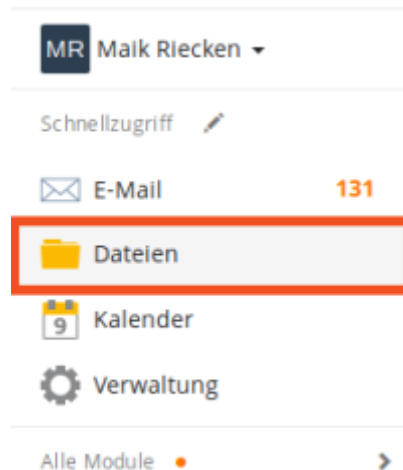 MR Maik Riecken
Schnellzugriff
E-Mail 131
Dateien
9 Kalender
Verwaltung
Alle Module